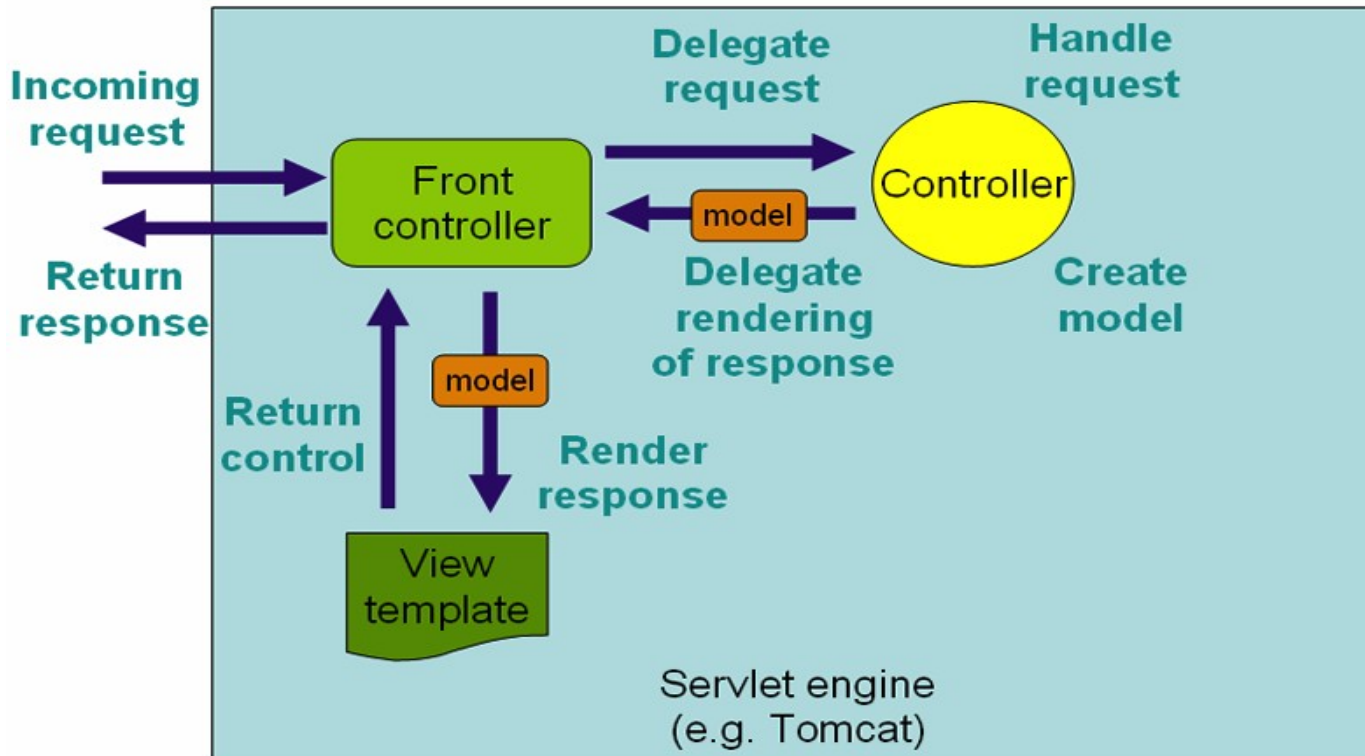 Incoming
request
Return
response
Front
controller
Delegate
request
Handle
request
Controller
model
Delegate
rendering
of response
Create
model
Return
control
model
Render
response
View
template
Servlet engine
(e.g. Tomcat)